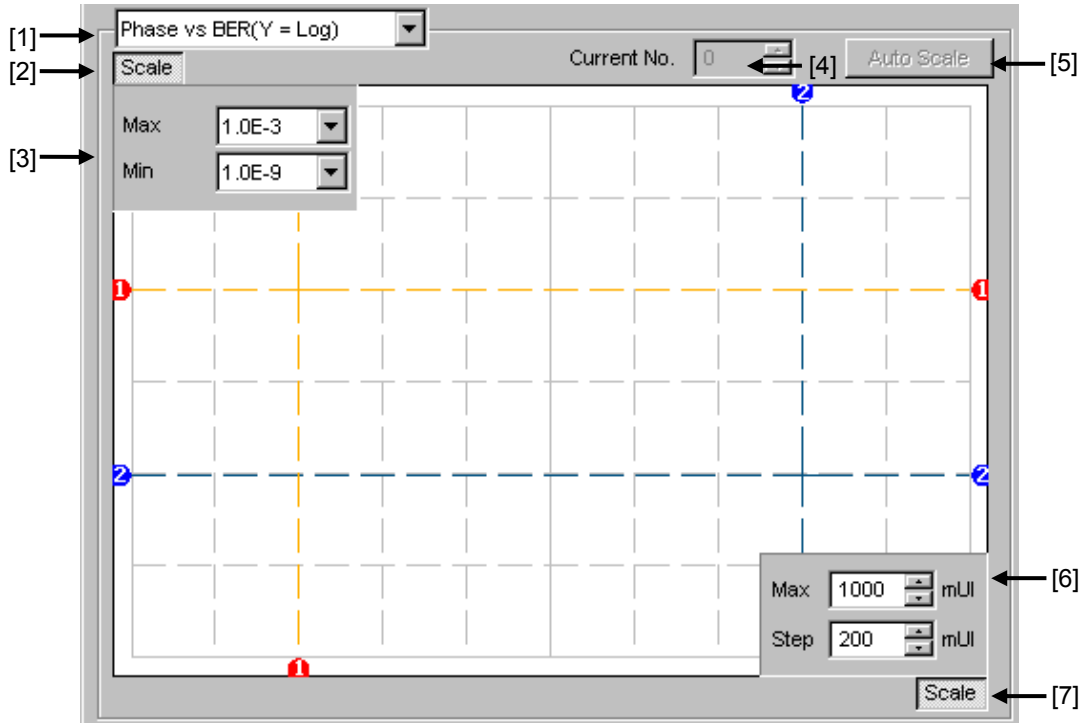 [1] Phase vs BER(Y = Log)
[2] Scale Current No. 0 [4] Auto Scale [5]
2
[3] Max 1.0E-3
Min 1.0E-9
1 1
2 2
Max 1000 mUI [6]
Step 200 mUI
1
Scale [7]